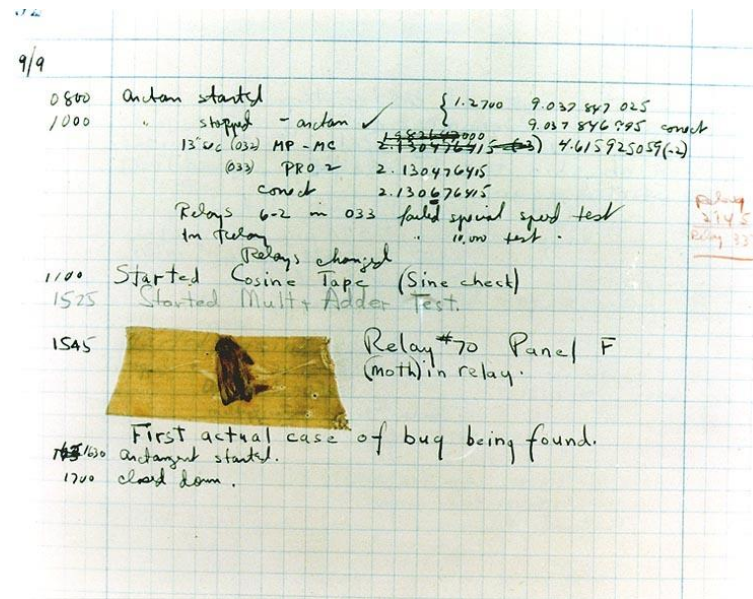 9/9
0800 arctan started { 1.2700 9.037 847 025
1000 " stopped - arctan ✓ 9.037 846 995 correct
13"uc (032) MP - MC 2.130476415 (-3) 4.615925059(-2)
(033) PRO 2 2.130476415
correct 2.130676415
Relays 6-2 in 033 failed special speed test
In Relay " 10.000 test .
Relays changed
1100 Started Cosine Tape (Sine check)
1525 Started Mult+ Adder Test.
1545 Relay #70 Panel F
(moth) in relay.
First actual case of bug being found.
1630 arctangent started.
1700 closed down.
Relay
Relay